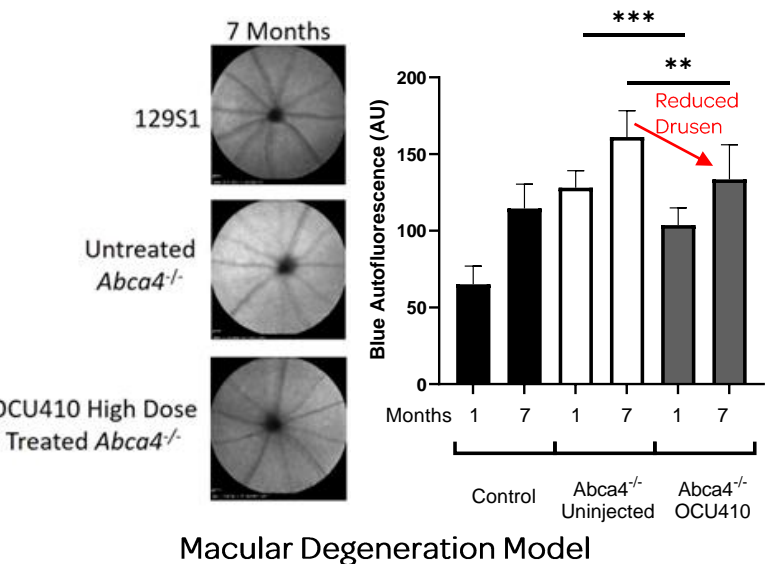 7 Months
129S1
Untreated
Abca4-/-
OCU410 High Dose
Treated Abca4-/-
***
**
Reduced
Drusen
Blue Autofluorescence (AU)
200
150
100
50
0
Months 1 7 1 7 1 7
Control
Abca4-/-
Uninjected
Abca4-/-
OCU410
Macular Degeneration Model